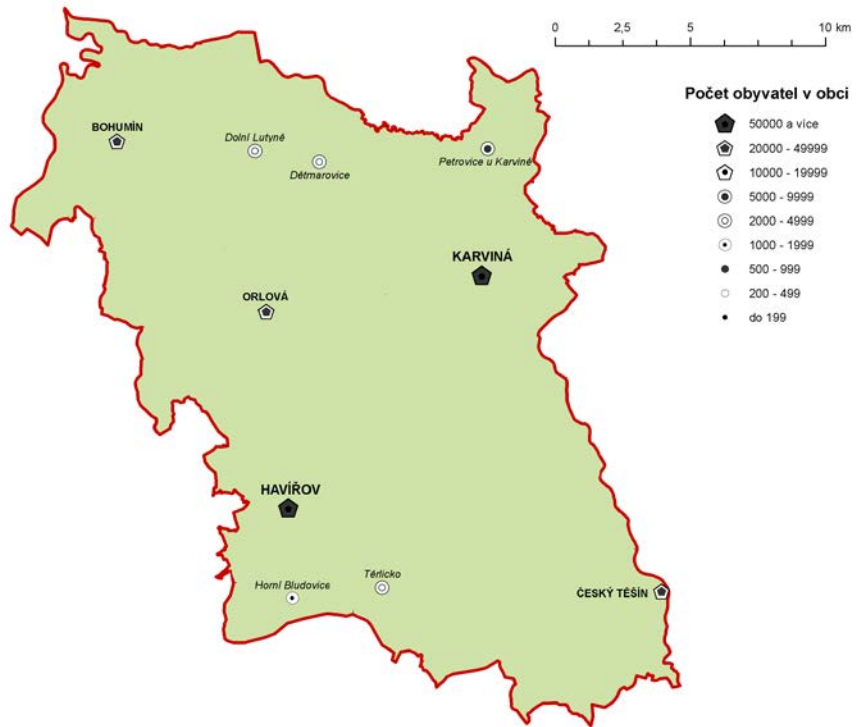 0 2,5 5 10 km
Počet obyvatel v obci
50000 a více
20000 - 49999
10000 - 19999
5000 - 9999
2000 - 4999
1000 - 1999
500 - 999
200 - 499
do 199
BOHUMÍN
Dolní Lutyně
Dětmarovice
Petrovice u Karviné
KARVINÁ
ORLOVÁ
HAVÍŘOV
Horní Bludovice
Těrlicko
ČESKÝ TĚŠÍN